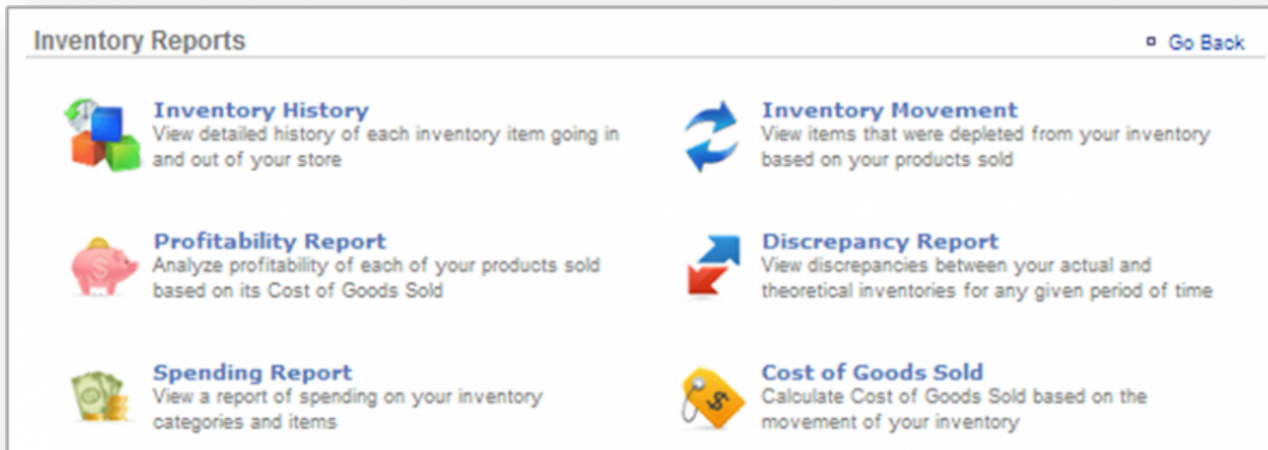 Inventory Reports
Go Back
Inventory History
View detailed history of each inventory item going in
and out of your store
Inventory Movement
View items that were depleted from your inventory
based on your products sold
Profitability Report
Analyze profitability of each of your products sold
based on its Cost of Goods Sold
Discrepancy Report
View discrepancies between your actual and
theoretical inventories for any given period of time
Spending Report
View a report of spending on your inventory
categories and items
Cost of Goods Sold
Calculate Cost of Goods Sold based on the
movement of your inventory